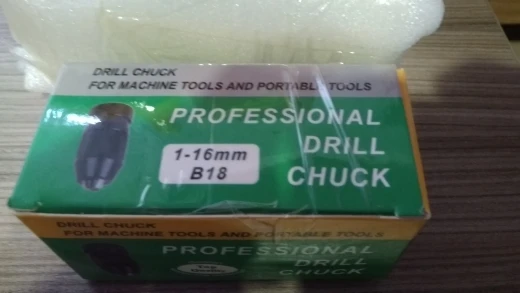 DRILL CHUCK
FOR MACHINE TOOLS AND PORTABLE TOOLS
PROFESSIONAL
DRILL
CHUCK
1-16mm
B18
DRILL CHUCK
FOR MACHINE TOOLS AND PORTABLE TOOLS
PROFESSIONAL
DRILL
CHUCK